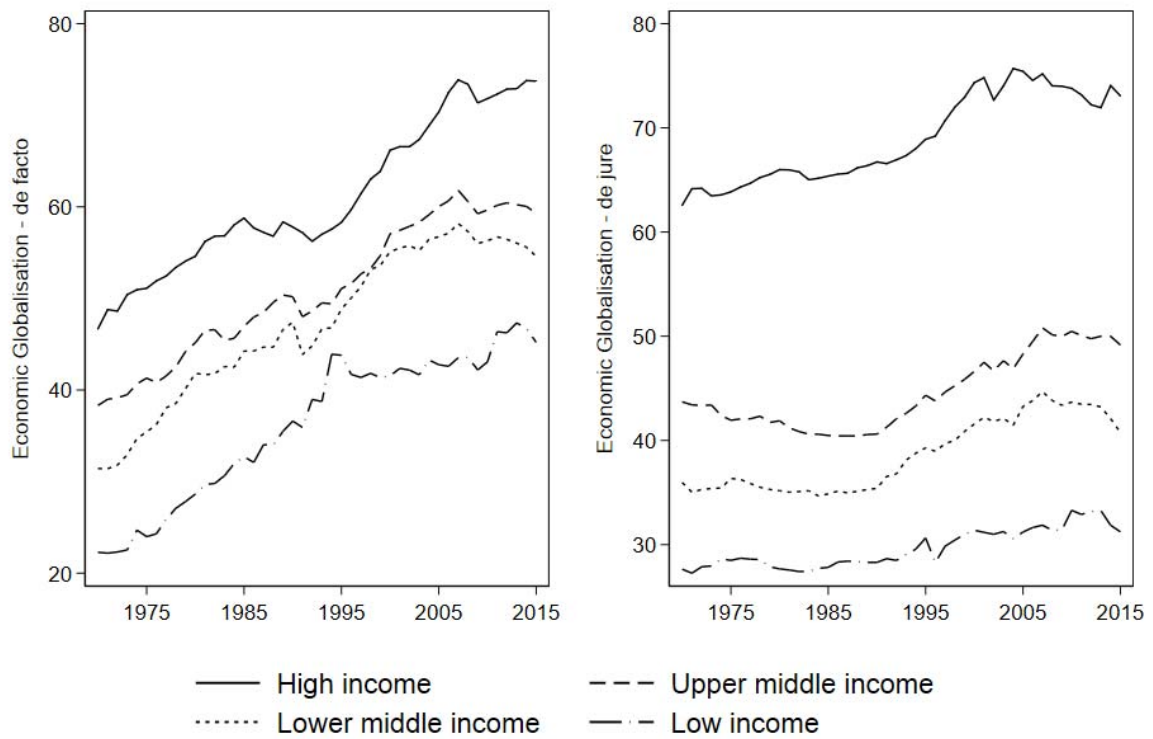 Economic Globalisation - de facto
80
60
40
20
1975 1985 1995 2005 2015
Economic Globalisation - de jure
80
70
60
50
40
30
1975 1985 1995 2005 2015
High income
Upper middle income
Lower middle income
Low income